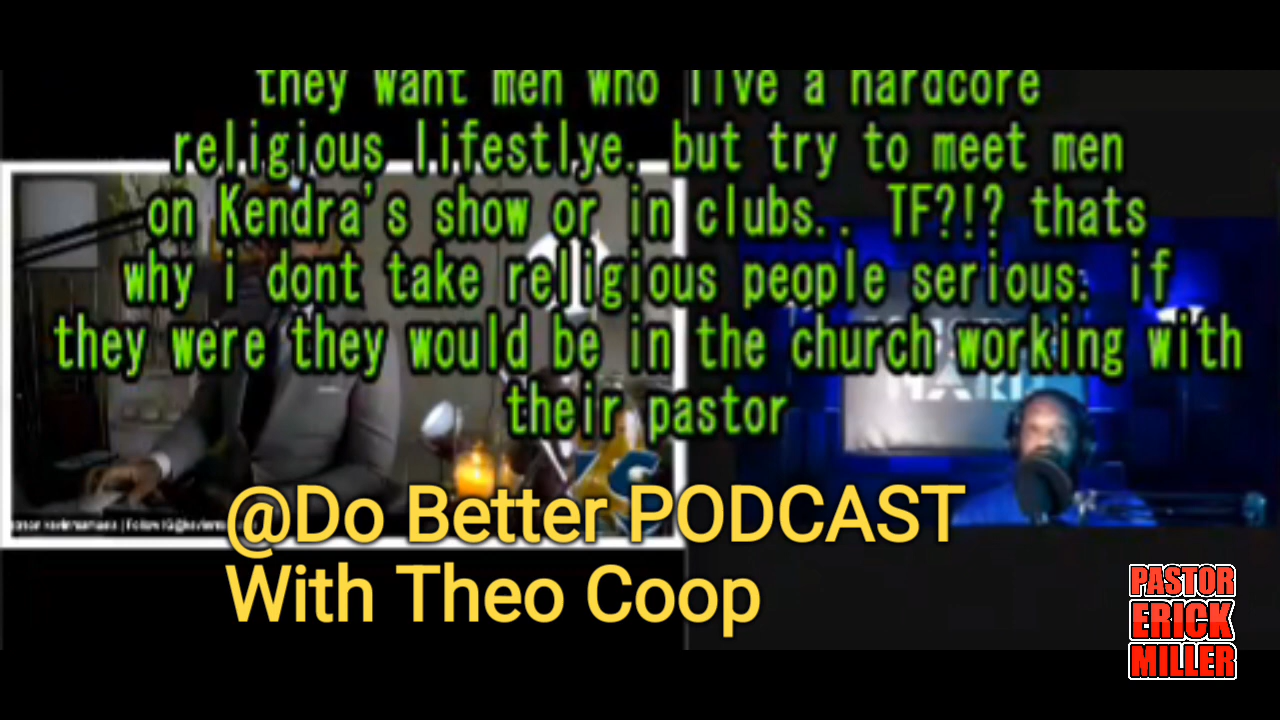 they want men who live a hardcore
religious lifestlye. but try to meet men
on Kendra's show or in clubs.. TF?!? thats
why i dont take religious people serious. if
they were they would be in the church working with
their pastor
@Do Better PODCAST
With Theo Coop
PASTOR
ERICK
MILLER